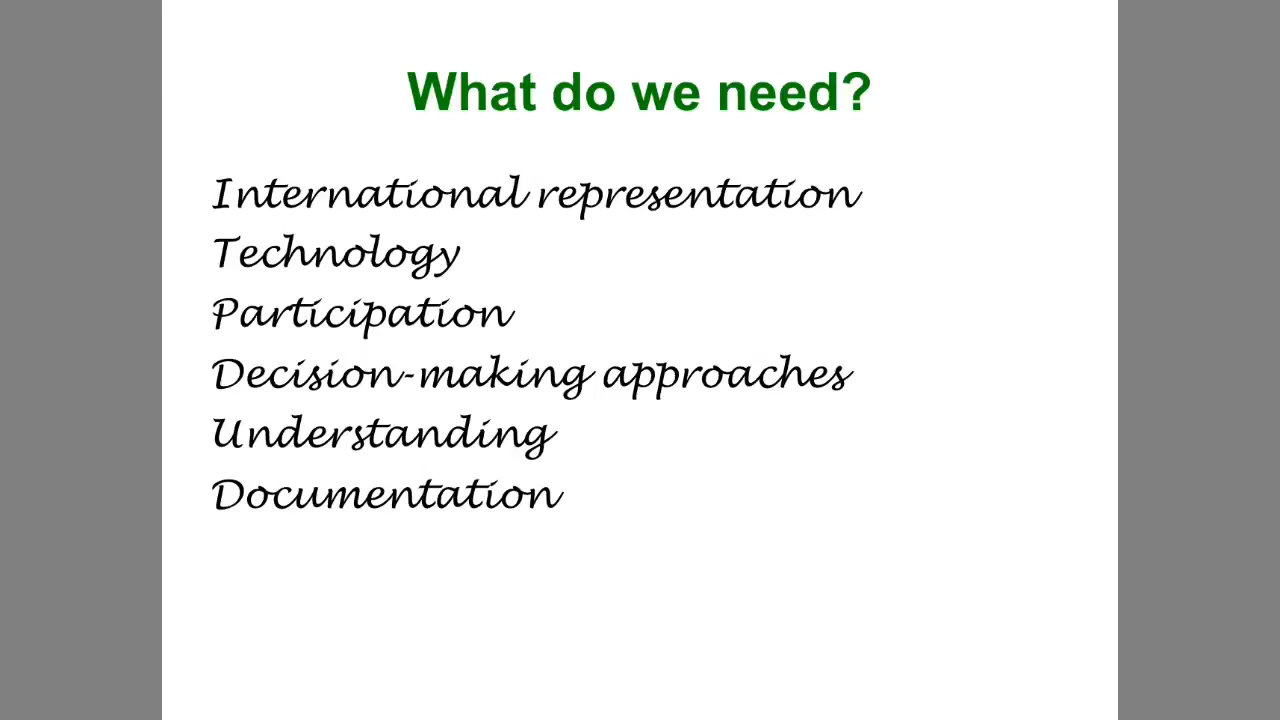 What do we need?
International representation
Technology
Participation
Decision-making approaches
Understanding
Documentation